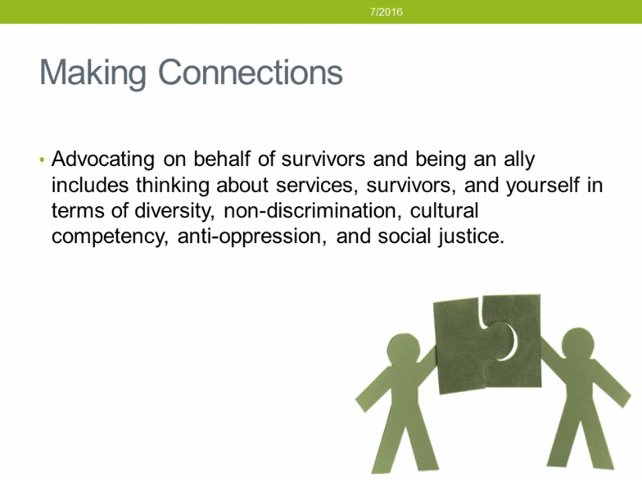 7/2016
Making Connections
• Advocating on behalf of survivors and being an ally
includes thinking about services, survivors, and yourself in
terms of diversity, non-discrimination, cultural
competency, anti-oppression, and social justice.